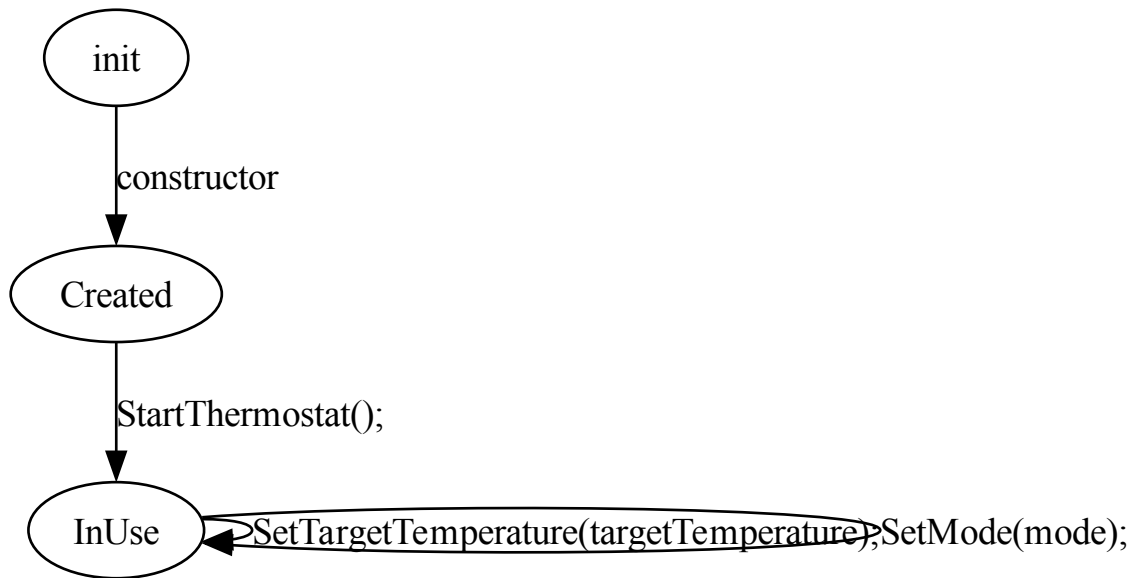 init
constructor
Created
StartThermostat();
InUse
SetTargetTemperature(targetTemperature);
SetMode(mode);